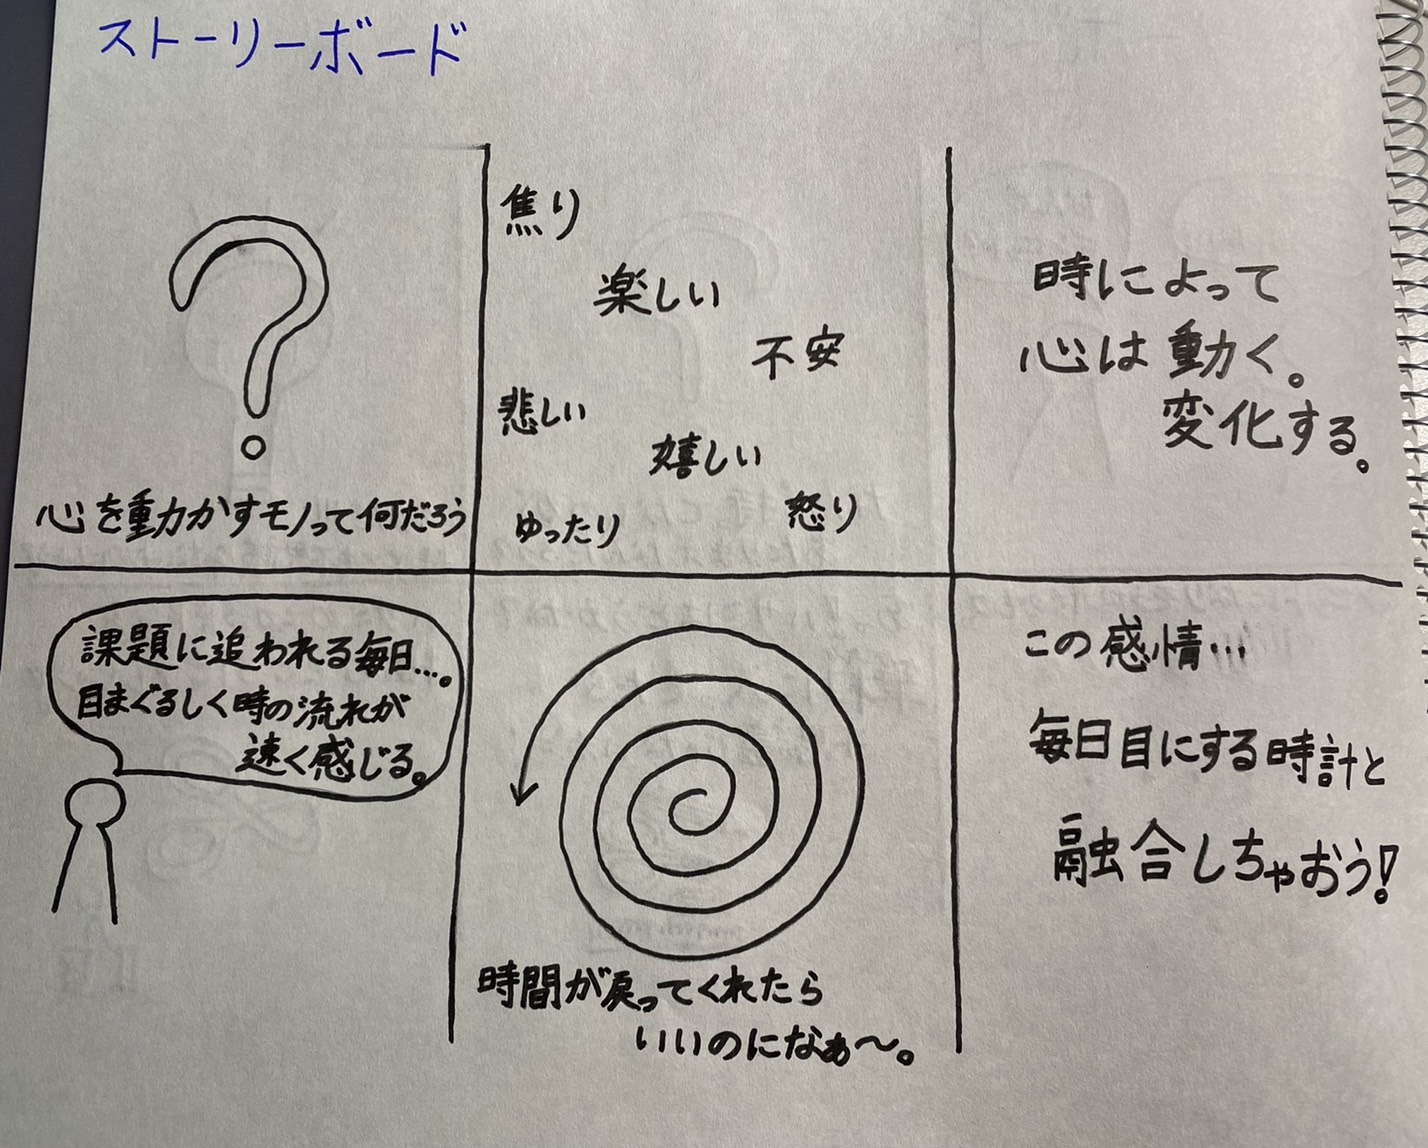 ストーリーボード
心を動かすモノって何だろう
焦り
楽しい
不安
悲しい
嬉しい
ゆったり
怒り
時によって
心は動く。
変化する。
課題に追われる毎日…。
目まぐるしく時の流れが
速く感じる。
時間が戻ってくれたら
いいのになぁ〜。
この感情…
毎日目にする時計と
融合しちゃおう!